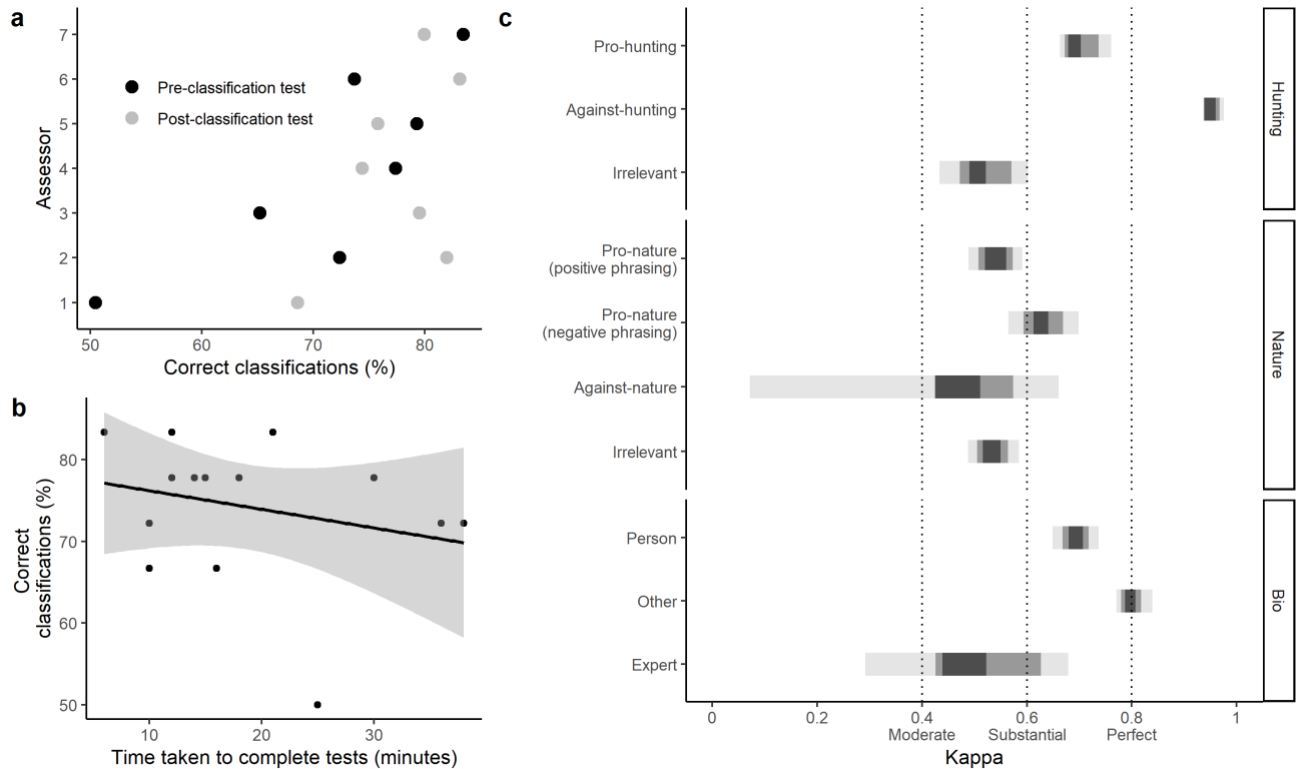 a
7
6
5
4
3
2
1
Assessor
Pre-classification test
Post-classification test
50
60
70
80
Correct classifications (%)
b
80
70
60
50
Correct
classifications (%)
10
20
30
Time taken to complete tests (minutes)
c
Pro-hunting
Against-hunting
Irrelevant
Hunting
Pro-nature
(positive phrasing)
Pro-nature
(negative phrasing)
Against-nature
Irrelevant
Nature
Person
Other
Expert
Bio
0
0.2
0.4
0.6
0.8
1
Moderate
Substantial
Perfect
Kappa